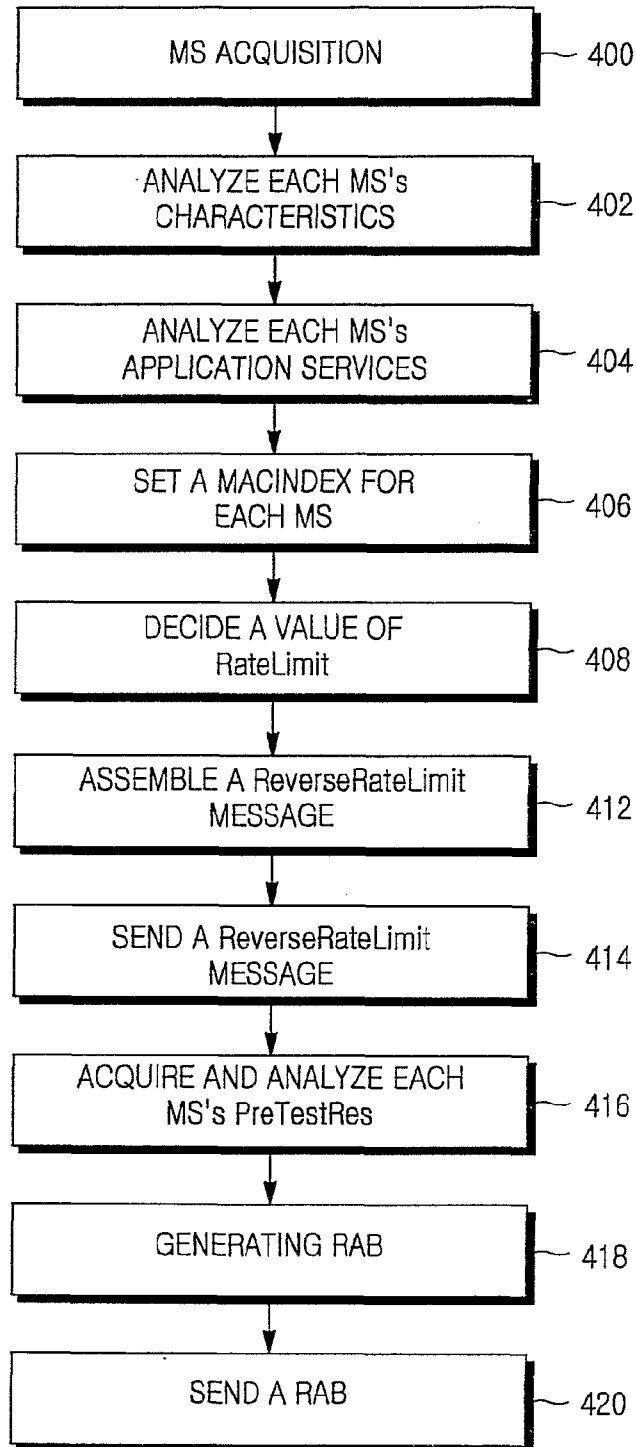 MS ACQUISITION
400
ANALYZE EACH MS's
CHARACTERISTICS
402
ANALYZE EACH MS's
APPLICATION SERVICES
404
SET A MACINDEX FOR
EACH MS
406
DECIDE A VALUE OF
RateLimit
408
ASSEMBLE A ReverseRateLimit
MESSAGE
412
SEND A ReverseRateLimit
MESSAGE
414
ACQUIRE AND ANALYZE EACH
MS's PreTestRes
416
GENERATING RAB
418
SEND A RAB
420